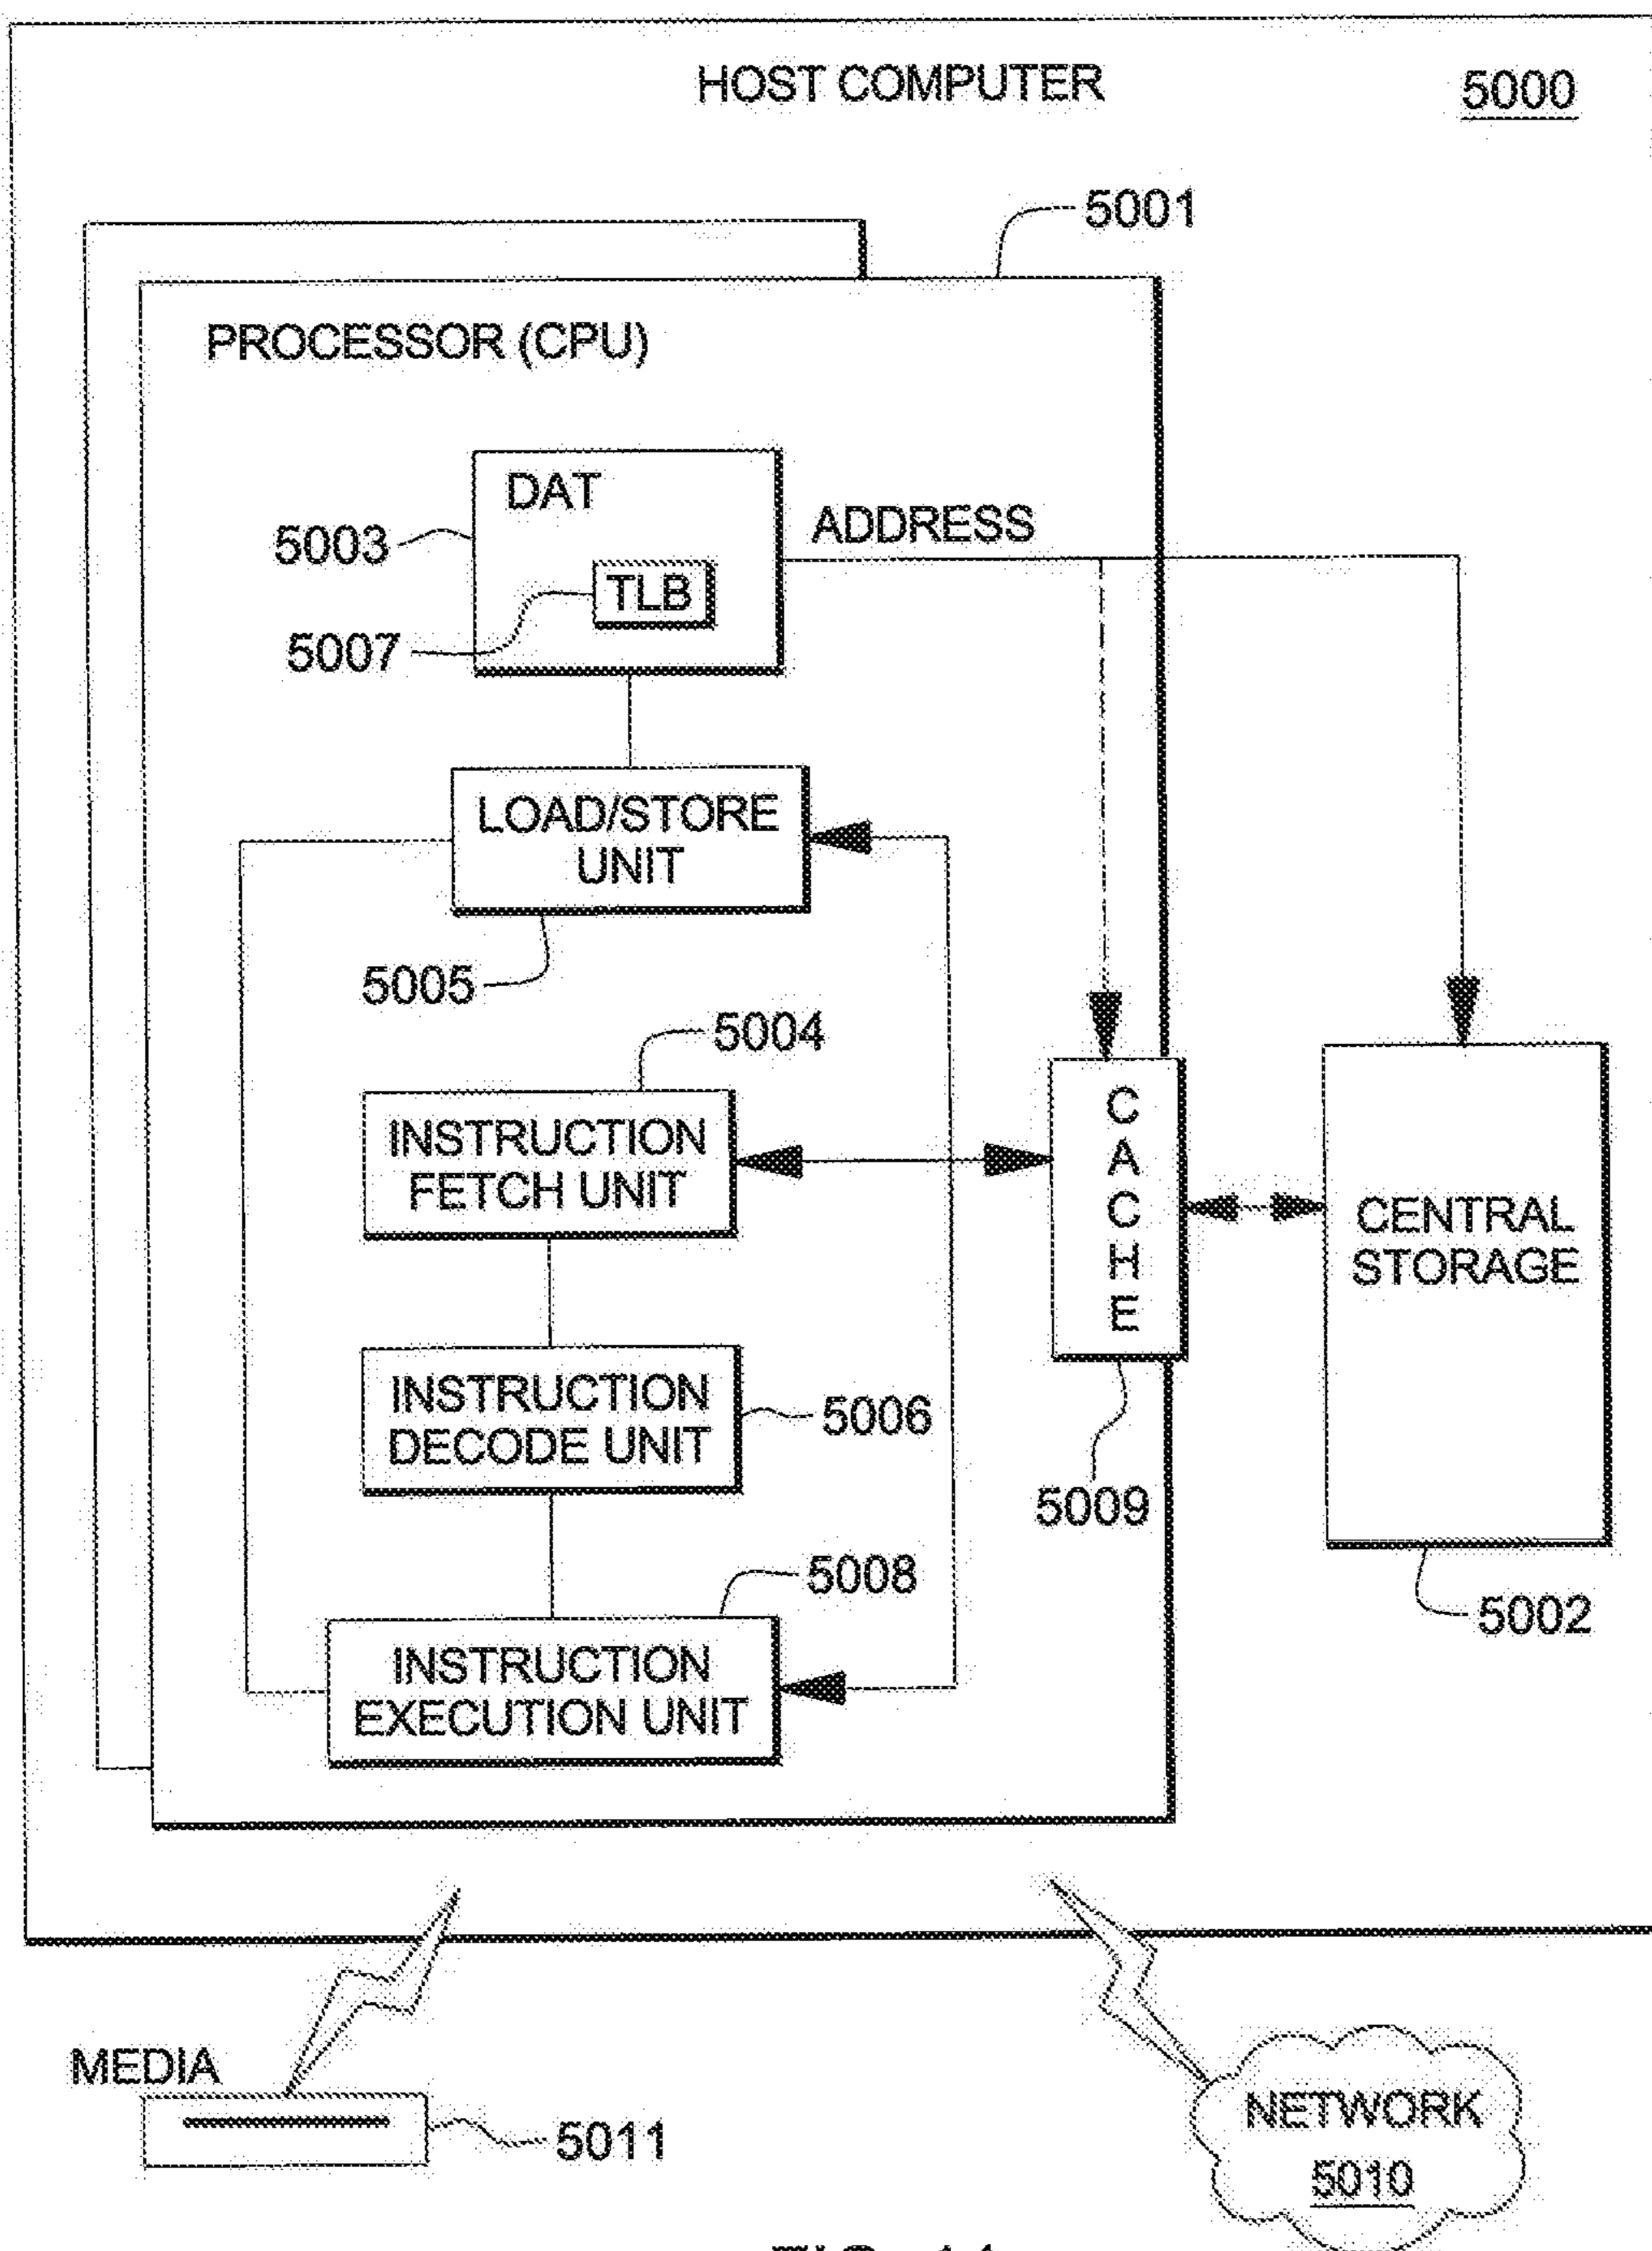 HOST COMPUTER
5000
5001
PROCESSOR (CPU)
DAT
ADDRESS
5003
TLB
5007
LOAD/STORE
UNIT
5005
5004
INSTRUCTION
FETCH UNIT
CACHE
CENTRAL
STORAGE
INSTRUCTION
DECODE UNIT
5006
5009
5008
5002
INSTRUCTION
EXECUTION UNIT
MEDIA
5011
NETWORK
5010